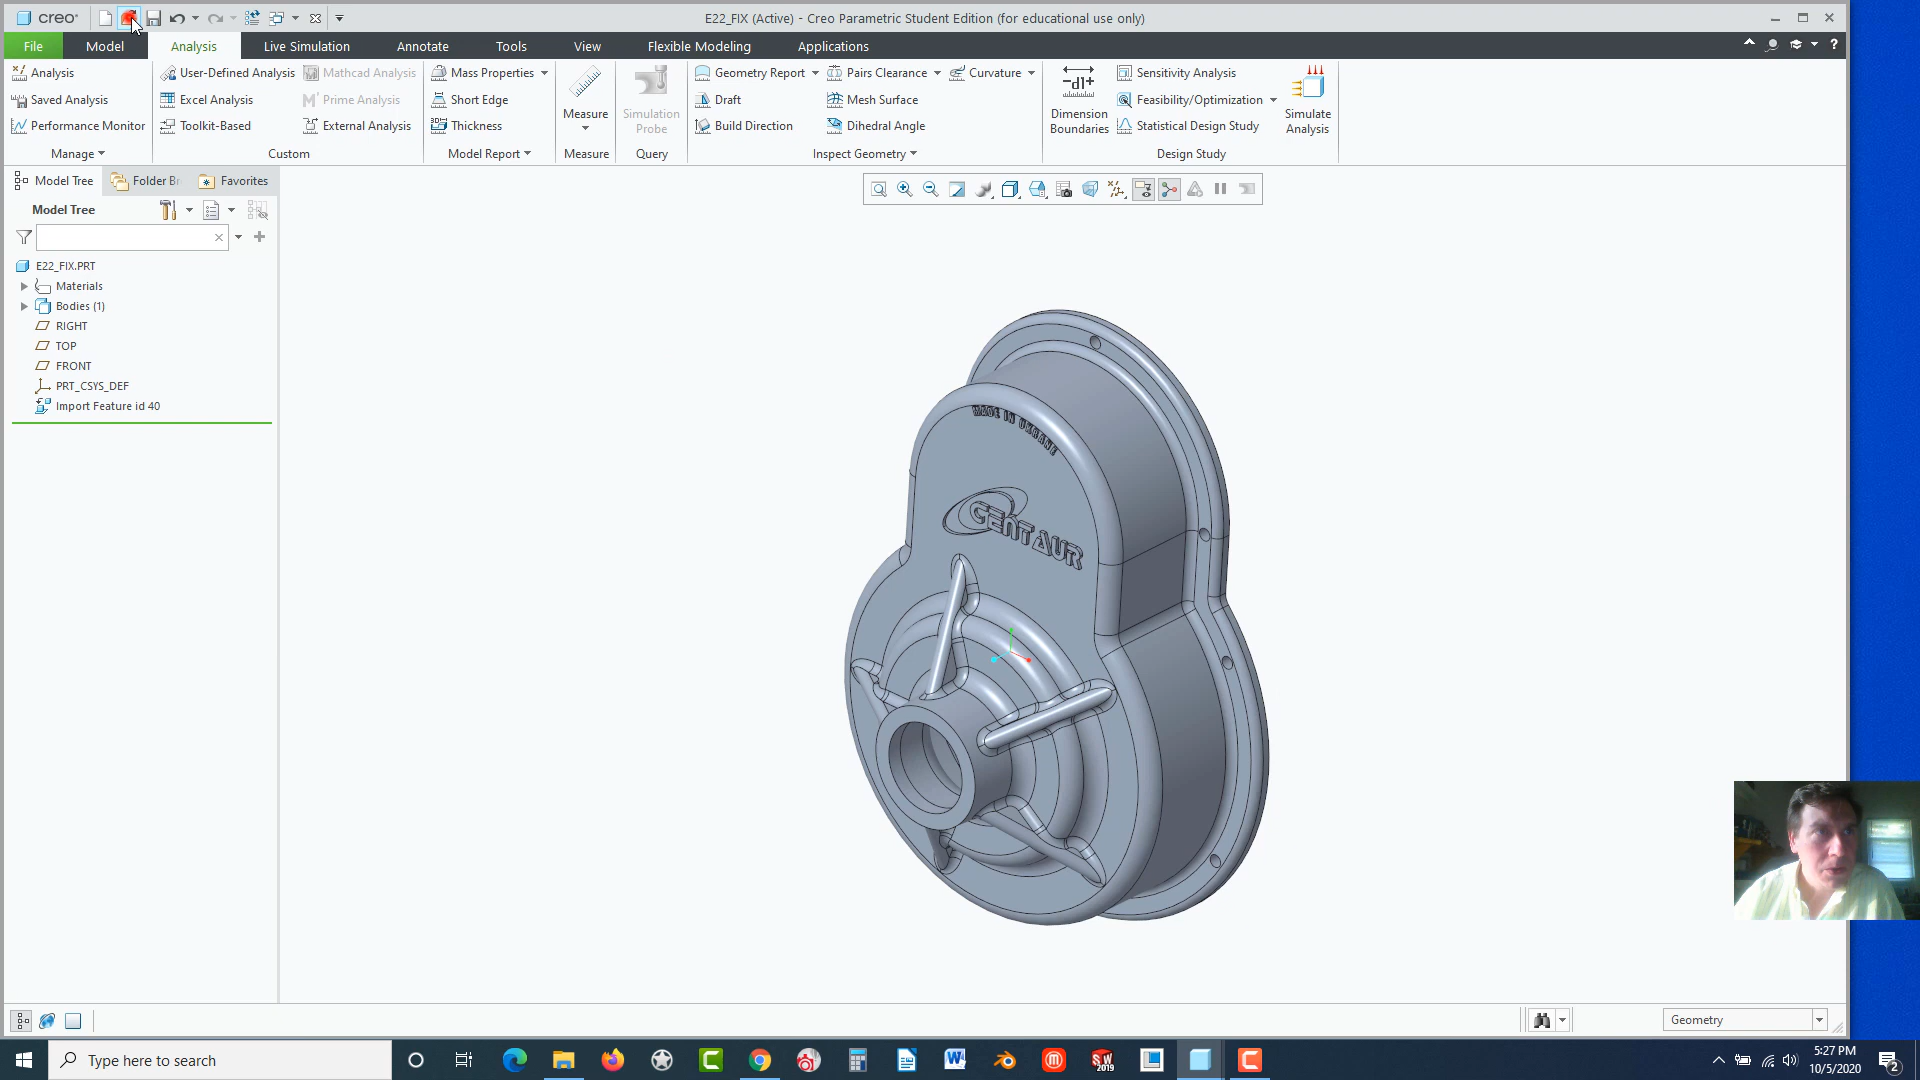 creo
E22_FIX (Active) - Creo Parametric Student Edition (for educational use only)
File Model Analysis Live Simulation Annotate Tools View Flexible Modeling Applications
Analysis User-Defined Analysis Mathcad Analysis Mass Properties Geometry Report Pairs Clearance Curvature Sensitivity Analysis
Saved Analysis Excel Analysis Prime Analysis Short Edge Draft Mesh Surface Feasibility/Optimization
Performance Monitor Toolkit-Based External Analysis Thickness Build Direction Dihedral Angle Statistical Design Study
Measure Simulation Probe Dimension Boundaries Simulate Analysis
Manage Custom Model Report Measure Query Inspect Geometry Design Study
Model Tree Folder Br Favorites
Model Tree
E22_FIX.PRT
Materials
Bodies (1)
RIGHT
TOP
FRONT
PRT_CSYS_DEF
Import Feature id 40
MADE IN UKRAINE
CENTAUR
Geometry
Type here to search
SW
2019
5:27 PM
10/5/2020
2